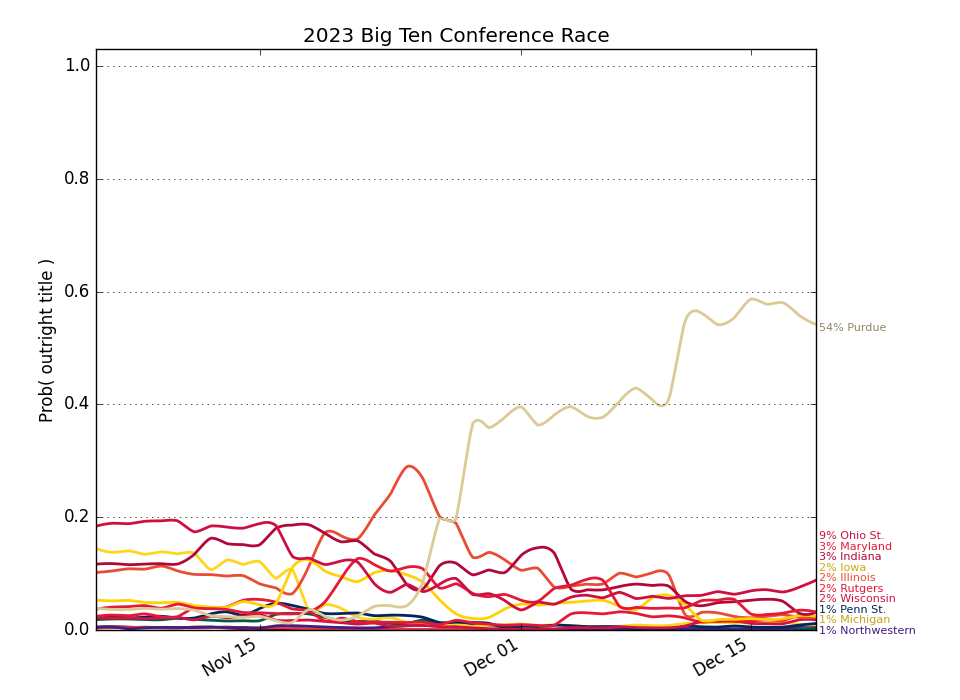 2023 Big Ten Conference Race
Prob( outright title )
1.0
0.8
0.6
0.4
0.2
0.0
Nov 15
Dec 01
Dec 15
54% Purdue
9% Ohio St.
3% Maryland
3% Indiana
2% Iowa
2% Illinois
2% Rutgers
2% Wisconsin
1% Penn St.
1% Michigan
1% Northwestern